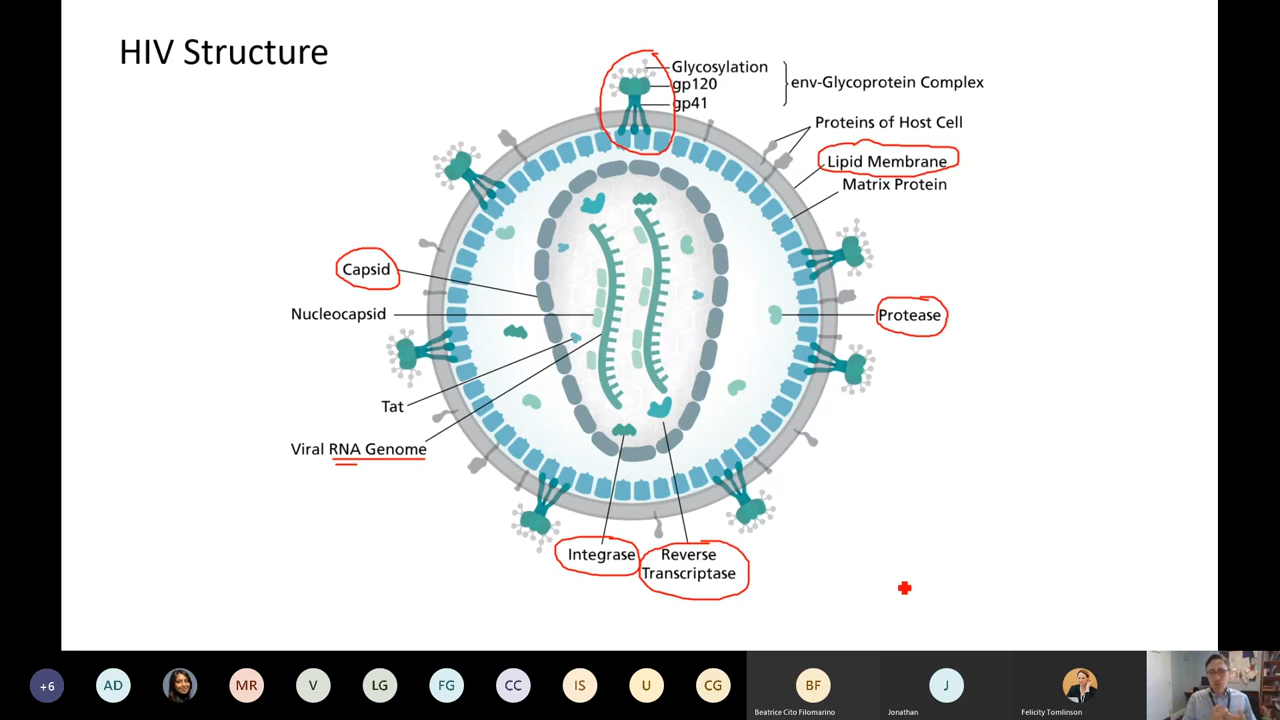 HIV Structure
Glycosylation
gp120
gp41
env-Glycoprotein Complex
Proteins of Host Cell
Lipid Membrane
Matrix Protein
Capsid
Nucleocapsid
Protease
Tat
Viral RNA Genome
Integrase
Reverse
Transcriptase
+6
AD
MR
V
LG
FG
CC
IS
U
CG
BF
J
Beatrice Cito Filomarino
Jonathan
Felicity Tomlinson